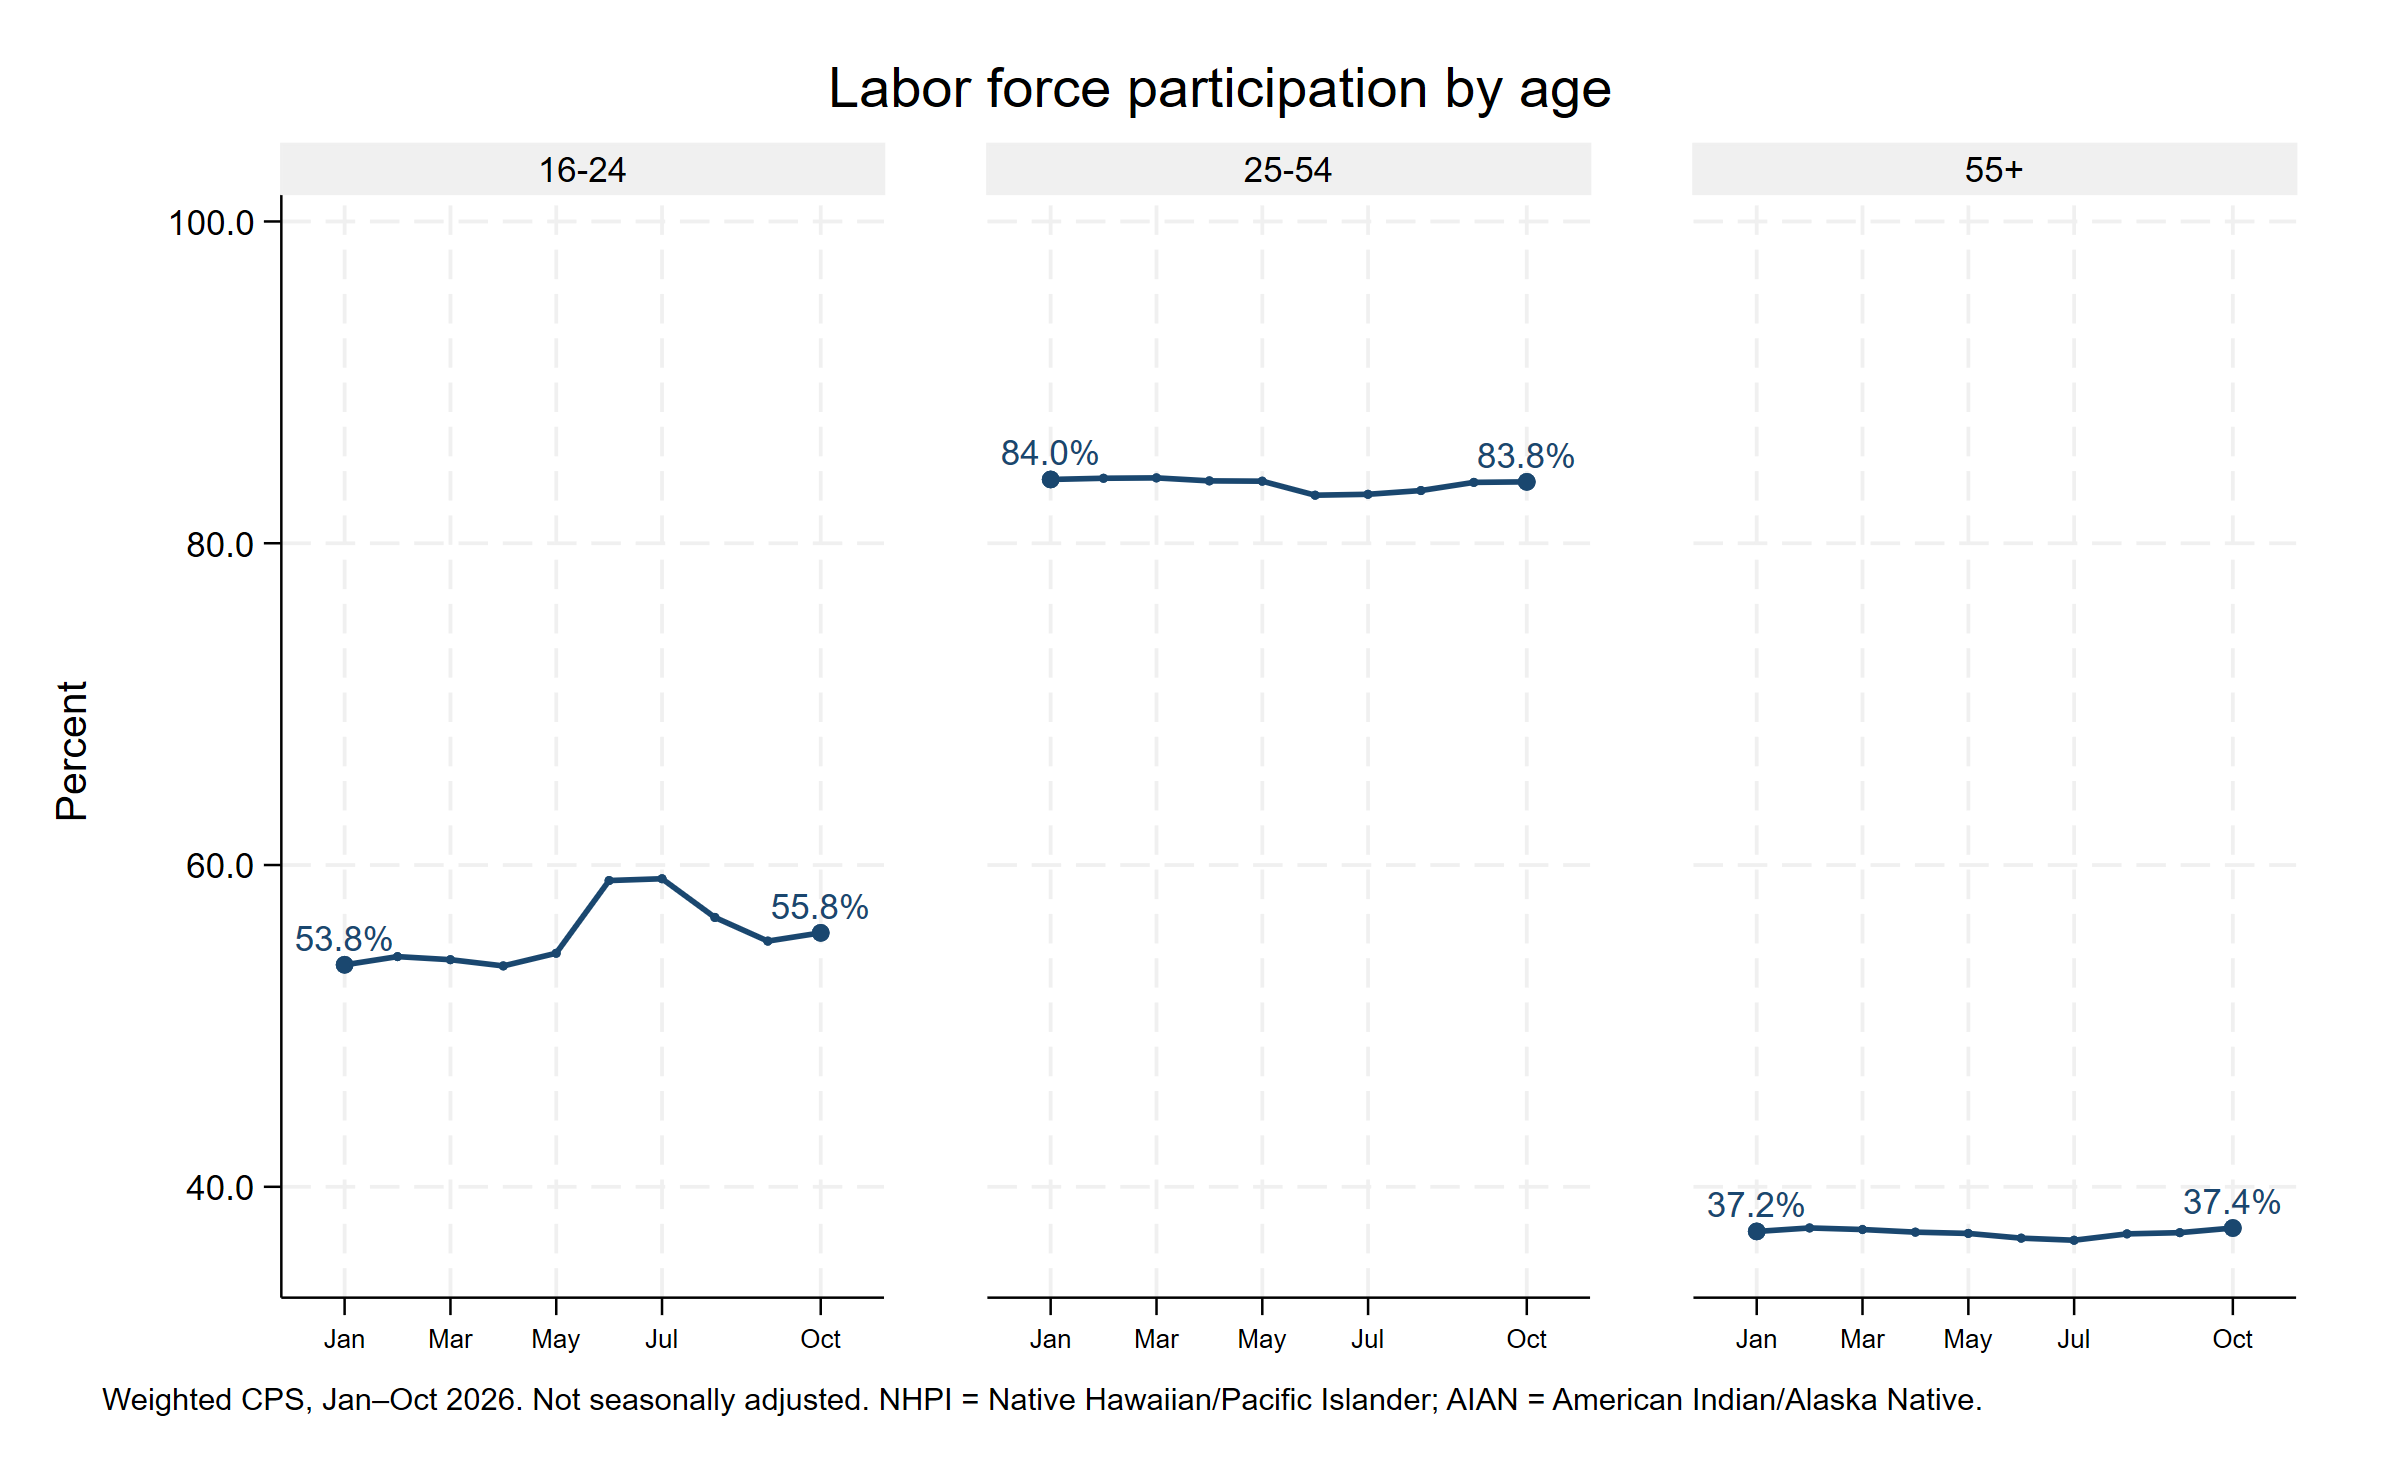 Labor force participation by age
16-24
25-54
55+
Percent
100.0
80.0
60.0
40.0
53.8%
55.8%
84.0%
83.8%
37.2%
37.4%
Jan Mar May Jul Oct
Jan Mar May Jul Oct
Jan Mar May Jul Oct
Weighted CPS, Jan–Oct 2026. Not seasonally adjusted. NHPI = Native Hawaiian/Pacific Islander; AIAN = American Indian/Alaska Native.